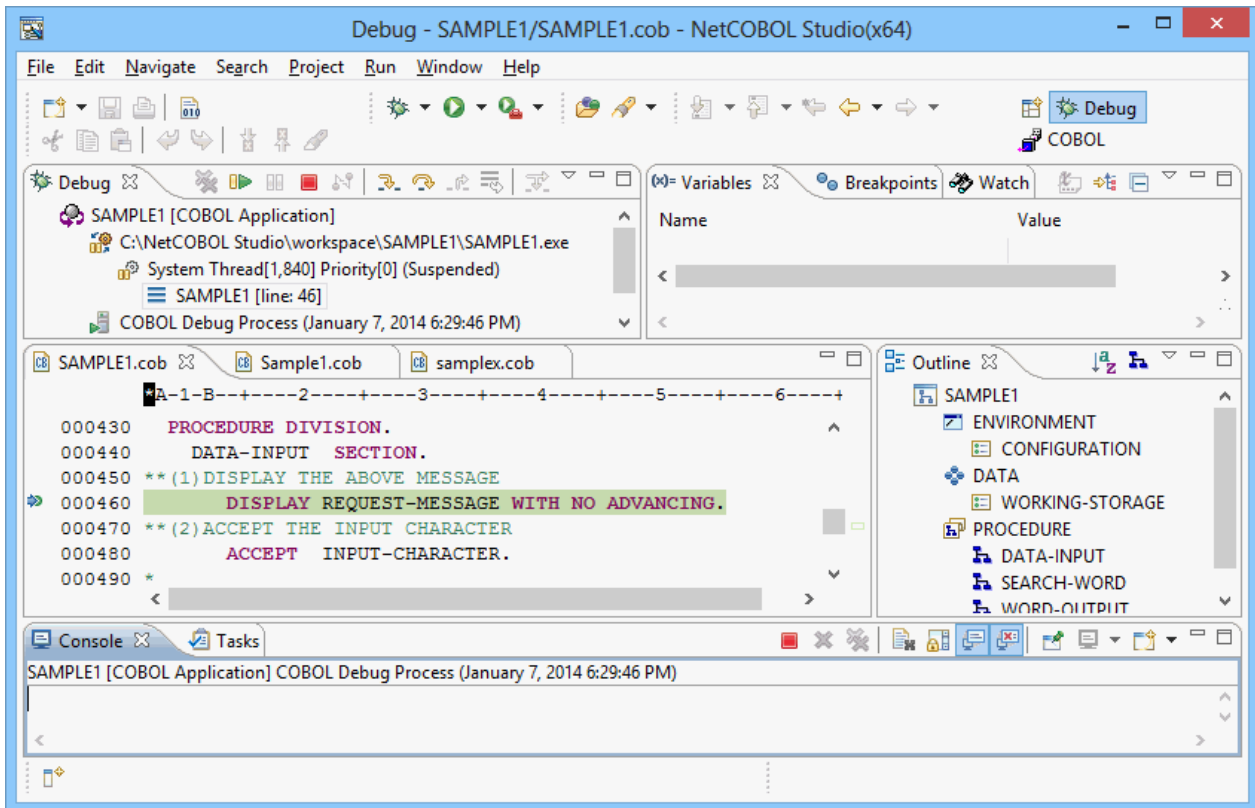 Debug - SAMPLE1/SAMPLE1.cob - NetCOBOL Studio(x64)
File Edit Navigate Search Project Run Window Help
010
Debug
COBOL
Debug
SAMPLE1 [COBOL Application]
C:\NetCOBOL Studio\workspace\SAMPLE1\SAMPLE1.exe
System Thread[1,840] Priority[0] (Suspended)
SAMPLE1 [line: 46]
COBOL Debug Process (January 7, 2014 6:29:46 PM)
(x)= Variables Breakpoints Watch
Name Value
SAMPLE1.cob Sample1.cob samplex.cob
*A-1-B--+----2----+----3----+----4----+----5----+----6----+
000430 PROCEDURE DIVISION.
000440 DATA-INPUT SECTION.
000450 **(1)DISPLAY THE ABOVE MESSAGE
000460 DISPLAY REQUEST-MESSAGE WITH NO ADVANCING.
000470 **(2)ACCEPT THE INPUT CHARACTER
000480 ACCEPT INPUT-CHARACTER.
000490 *
Outline
SAMPLE1
ENVIRONMENT
CONFIGURATION
DATA
WORKING-STORAGE
PROCEDURE
DATA-INPUT
SEARCH-WORD
WORD-OUTPUT
Console Tasks
SAMPLE1 [COBOL Application] COBOL Debug Process (January 7, 2014 6:29:46 PM)